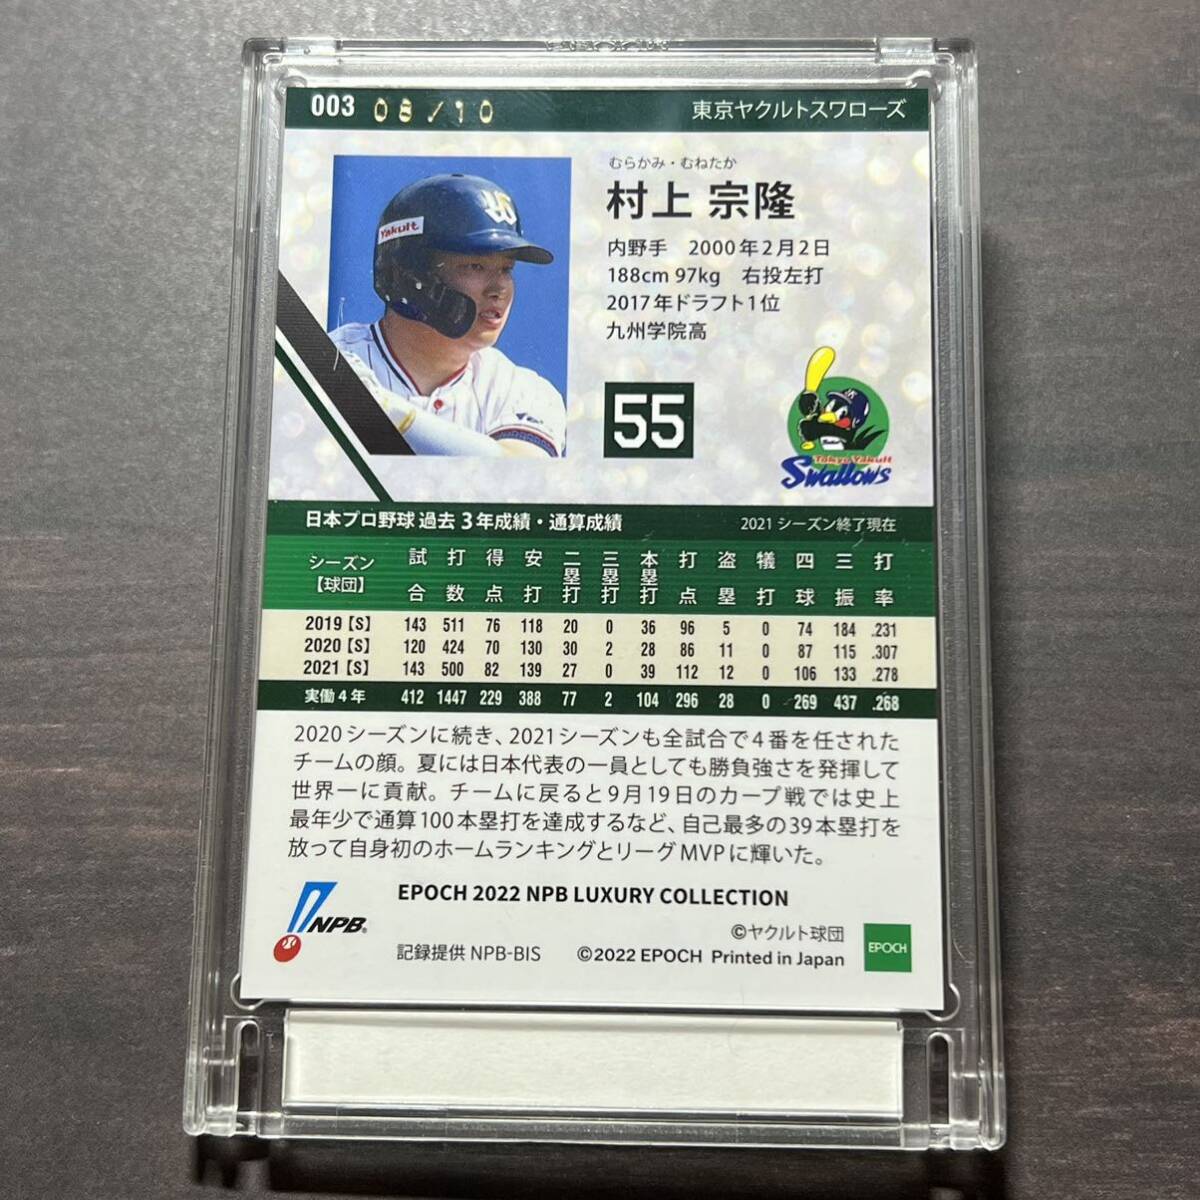 003 08/10 東京ヤクルトスワローズ
むらかみ・むねたか
村上 宗隆
内野手 2000年2月2日
188cm 97kg 右投左打
2017年ドラフト1位
九州学院高
Yakult
55
Tokyo Yakult
Swallows
日本プロ野球 過去3年成績・通算成績 2021シーズン終了現在
シーズン【球団】 試合 打数 得点 安打 二塁打 三塁打 本塁打 打点 盗塁 犠打 四球 三振 打率
2019【S】 143 511 76 118 20 0 36 96 5 0 74 184 .231
2020【S】 120 424 70 130 30 2 28 86 11 0 87 115 .307
2021【S】 143 500 82 139 27 0 39 112 12 0 106 133 .278
実働4年 412 1447 229 388 77 2 104 296 28 0 269 437 .268
2020シーズンに続き、2021シーズンも全試合で4番を任された
チームの顔。夏には日本代表の一員としても勝負強さを発揮して
世界一に貢献。チームに戻ると9月19日のカープ戦では史上
最年少で通算100本塁打を達成するなど、自己最多の39本塁打を
放って自身初のホームランキングとリーグMVPに輝いた。
EPOCH 2022 NPB LUXURY COLLECTION
NPB
©ヤクルト球団
記録提供 NPB-BIS ©2022 EPOCH Printed in Japan
EPOCH